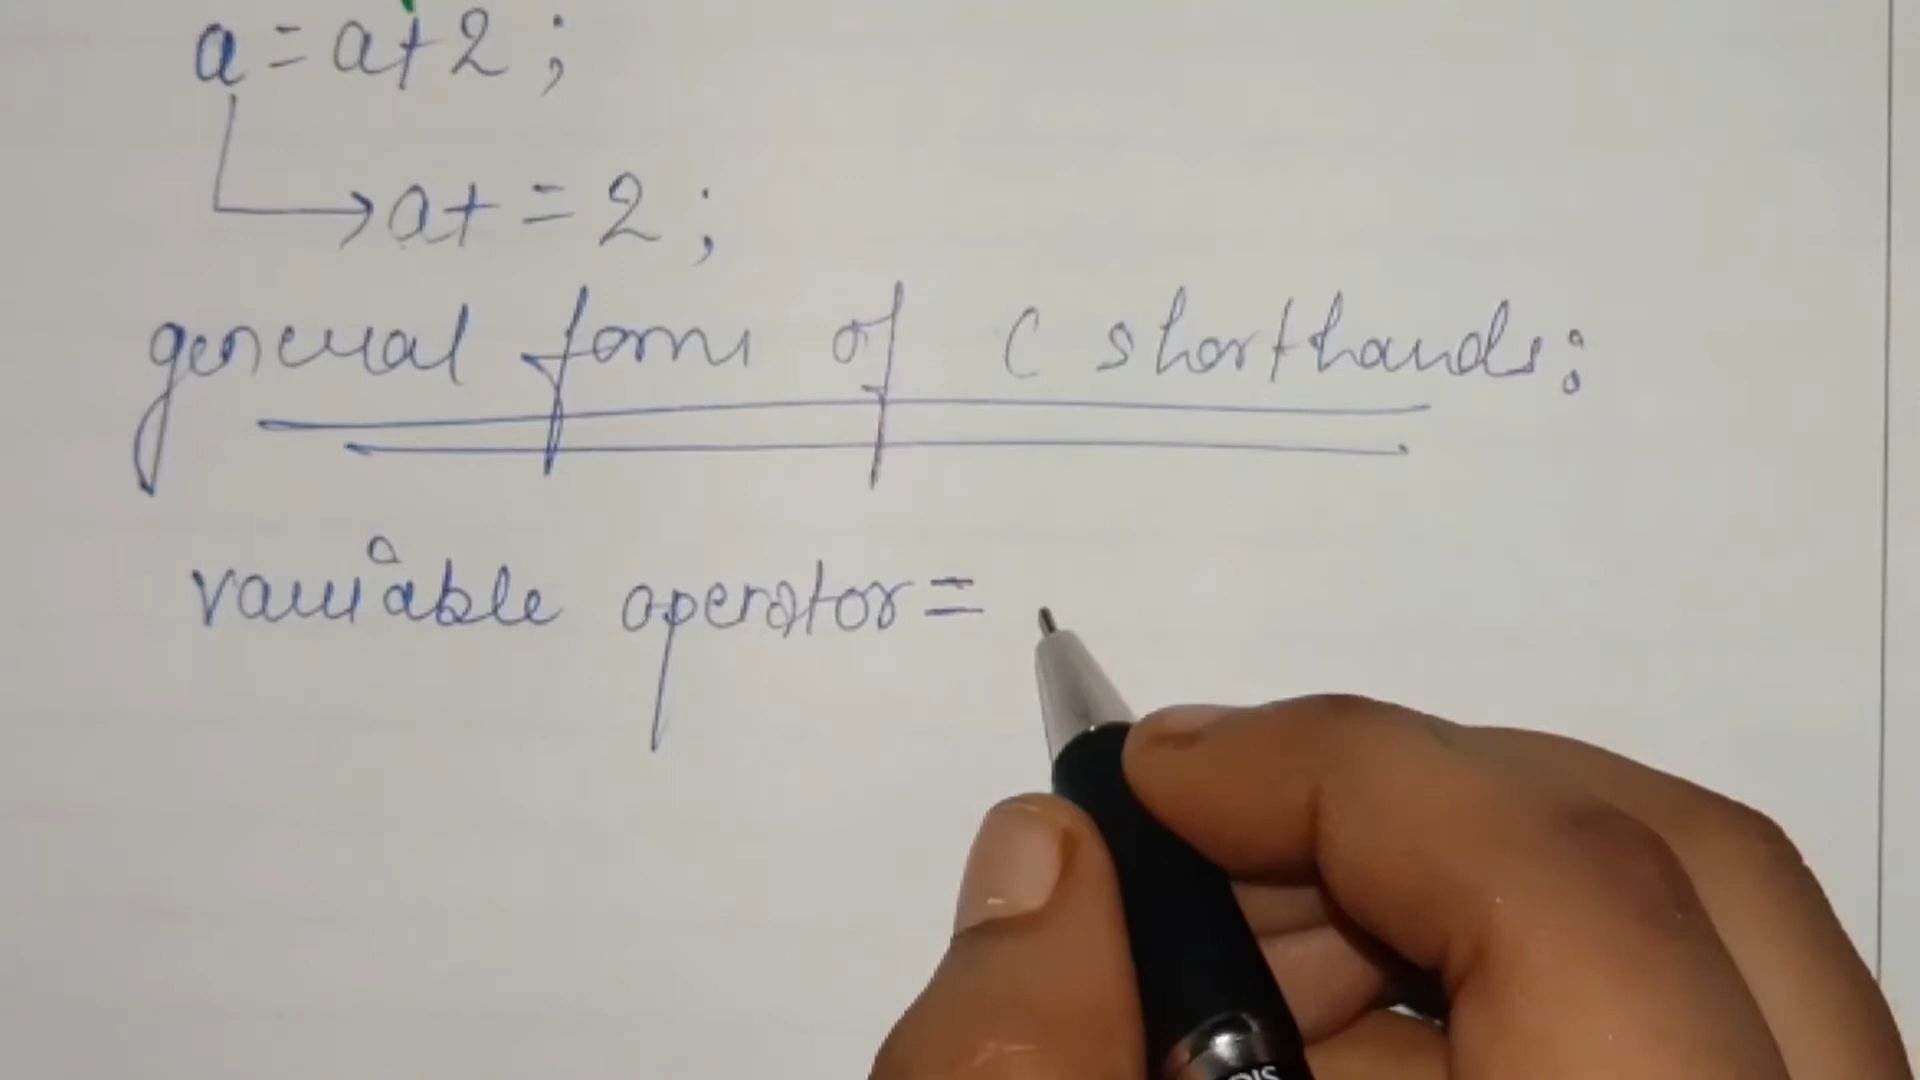 a = a+2 ;
a+ = 2 ;
general form of C shorthands:
variable operator=